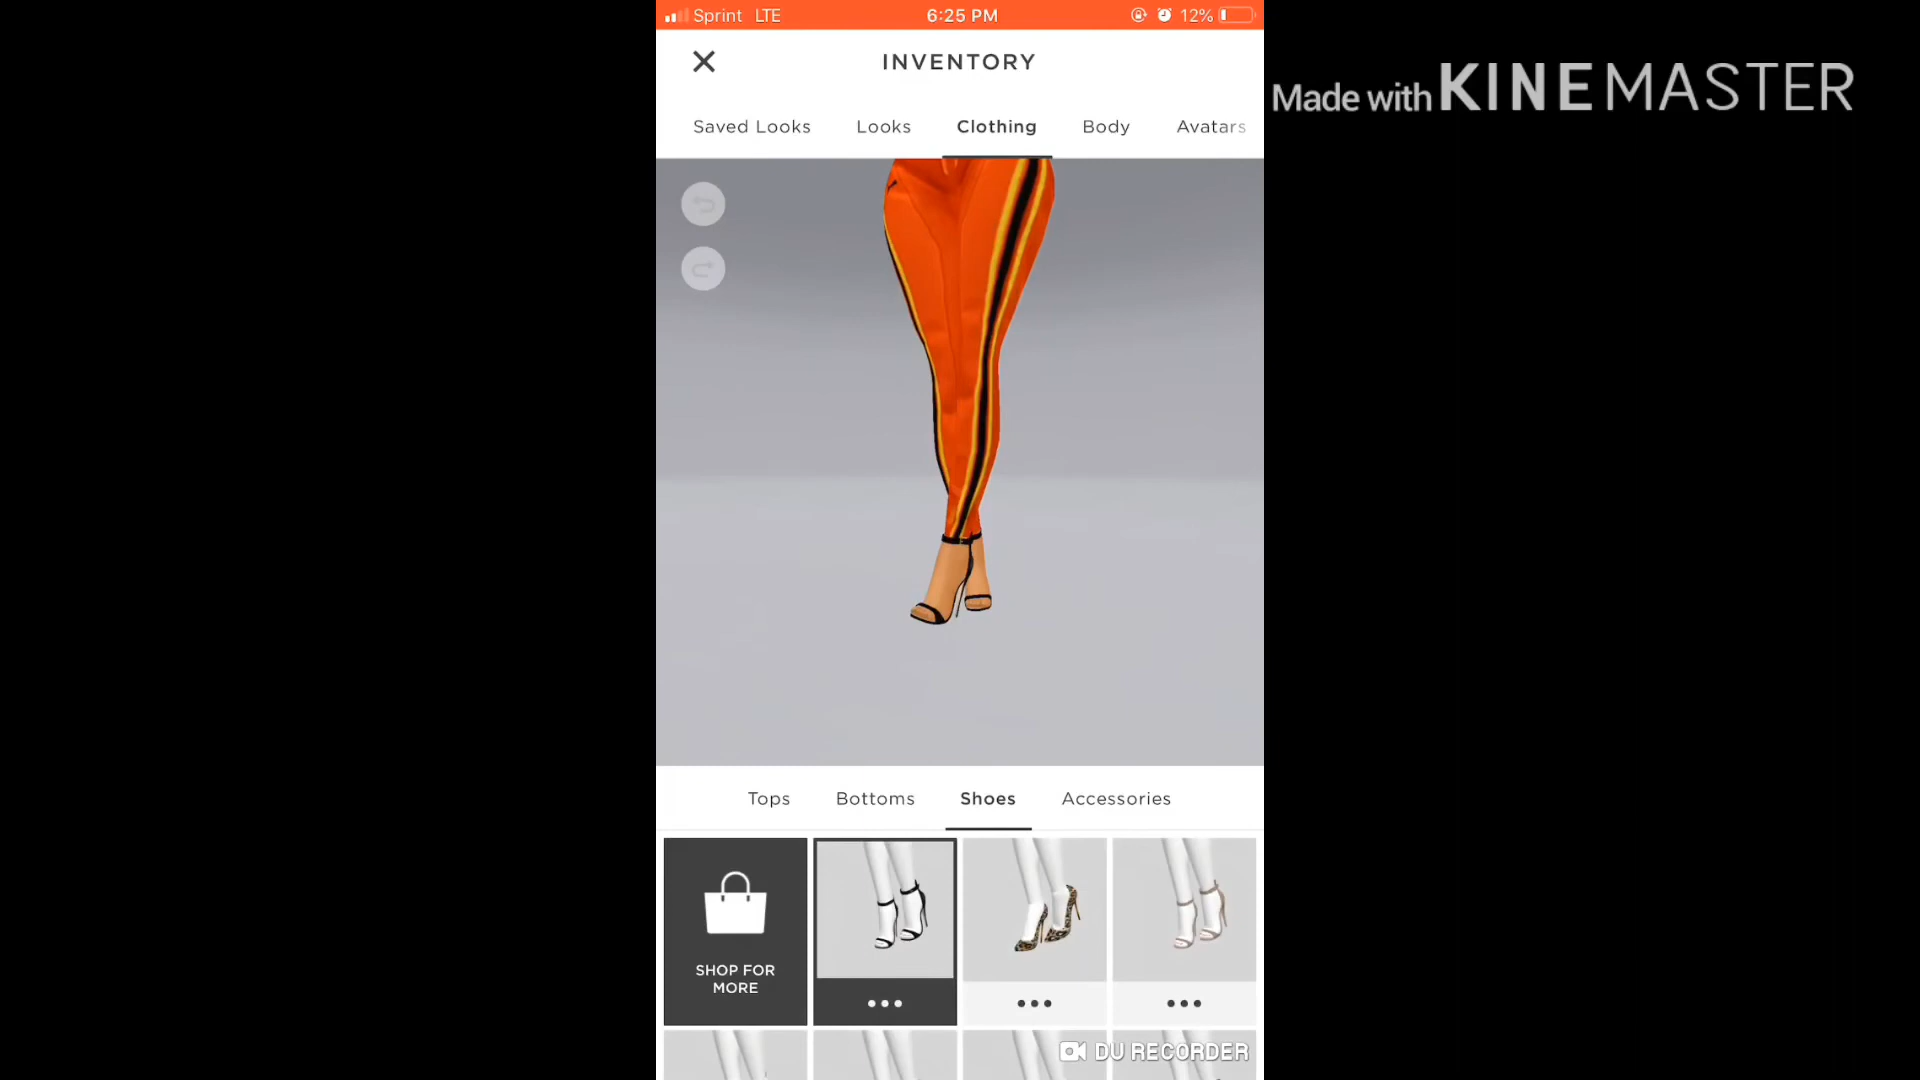 Sprint LTE 6:25 PM 12%
INVENTORY
Made with KINEMASTER
Saved Looks Looks Clothing Body Avatars
Tops Bottoms Shoes Accessories
SHOP FOR
MORE
DU RECORDER